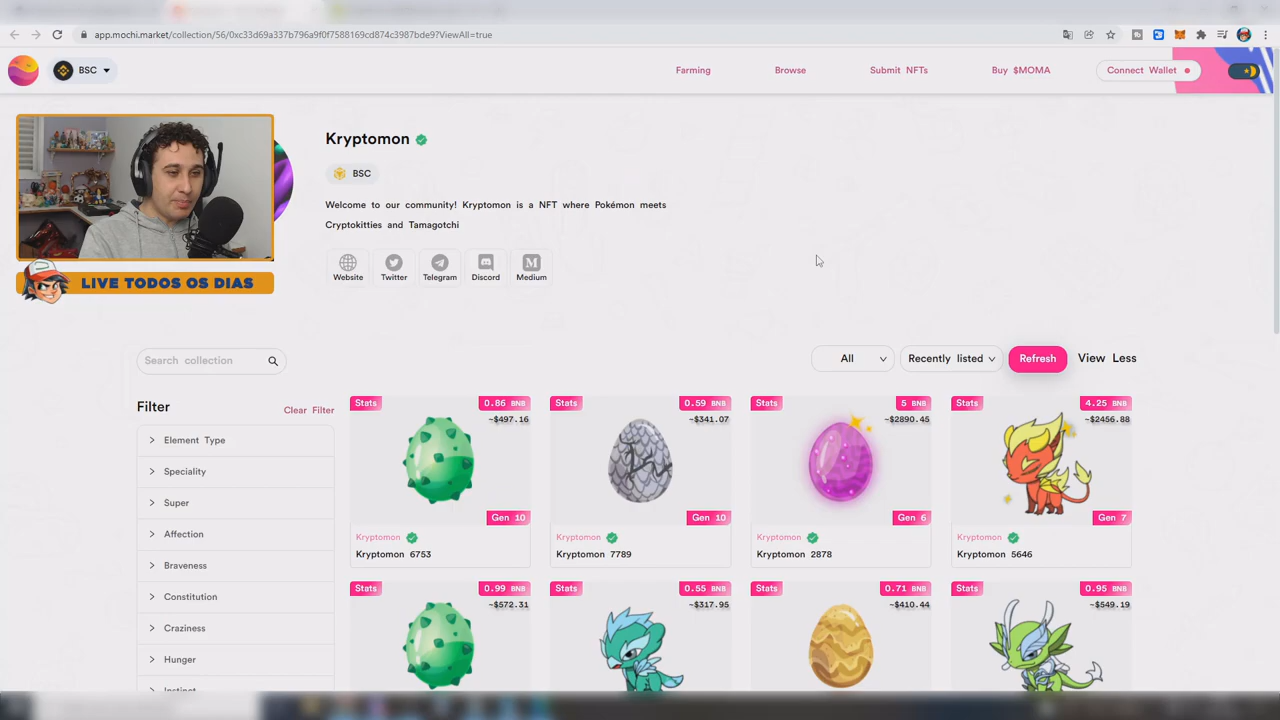 app.mochi.market/collection/56/0xc33d69a337b796a9f0f7588169cd874c3987bde9?ViewAll=true
BSC
Farming
Browse
Submit NFTs
Buy $MOMA
Connect Wallet
Kryptomon
BSC
Welcome to our community! Kryptomon is a NFT where Pokémon meets
Cryptokitties and Tamagotchi
Website
Twitter
Telegram
Discord
Medium
LIVE TODOS OS DIAS
Search collection
All
Recently listed
Refresh
View Less
Filter
Clear Filter
Element Type
Speciality
Super
Affection
Braveness
Constitution
Craziness
Hunger
Instinct
Stats
0.86 BNB
~$497.16
Gen 10
Kryptomon
Kryptomon 6753
Stats
0.59 BNB
~$341.07
Gen 10
Kryptomon
Kryptomon 7789
Stats
5 BNB
~$2890.45
Gen 6
Kryptomon
Kryptomon 2878
Stats
4.25 BNB
~$2456.88
Gen 7
Kryptomon
Kryptomon 5646
Stats
0.99 BNB
~$572.31
Stats
0.55 BNB
~$317.95
Stats
0.71 BNB
~$410.44
Stats
0.95 BNB
~$549.19